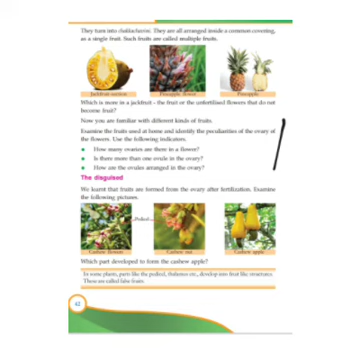 They turn into chakkachavini. They are all arranged inside a common covering,
as a single fruit. Such fruits are called multiple fruits.
Jackfruit-section
Pineapple flower
Pineapple
Which is more in a jackfruit - the fruit or the unfertilised flowers that do not
become fruit?
Now you are familiar with different kinds of fruits.
Examine the fruits used at home and identify the peculiarities of the ovary of
the flowers. Use the following indicators.
How many ovaries are there in a flower?
Is there more than one ovule in the ovary?
How are the ovules arranged in the ovary?
The disguised
We learnt that fruits are formed from the ovary after fertilization. Examine
the following pictures.
Pedicel
Cashew flowers
Cashew nut
Cashew apple
Which part developed to form the cashew apple?
In some plants, parts like the pedicel, thalamus etc., develop into fruit like structures.
These are called false fruits.
62